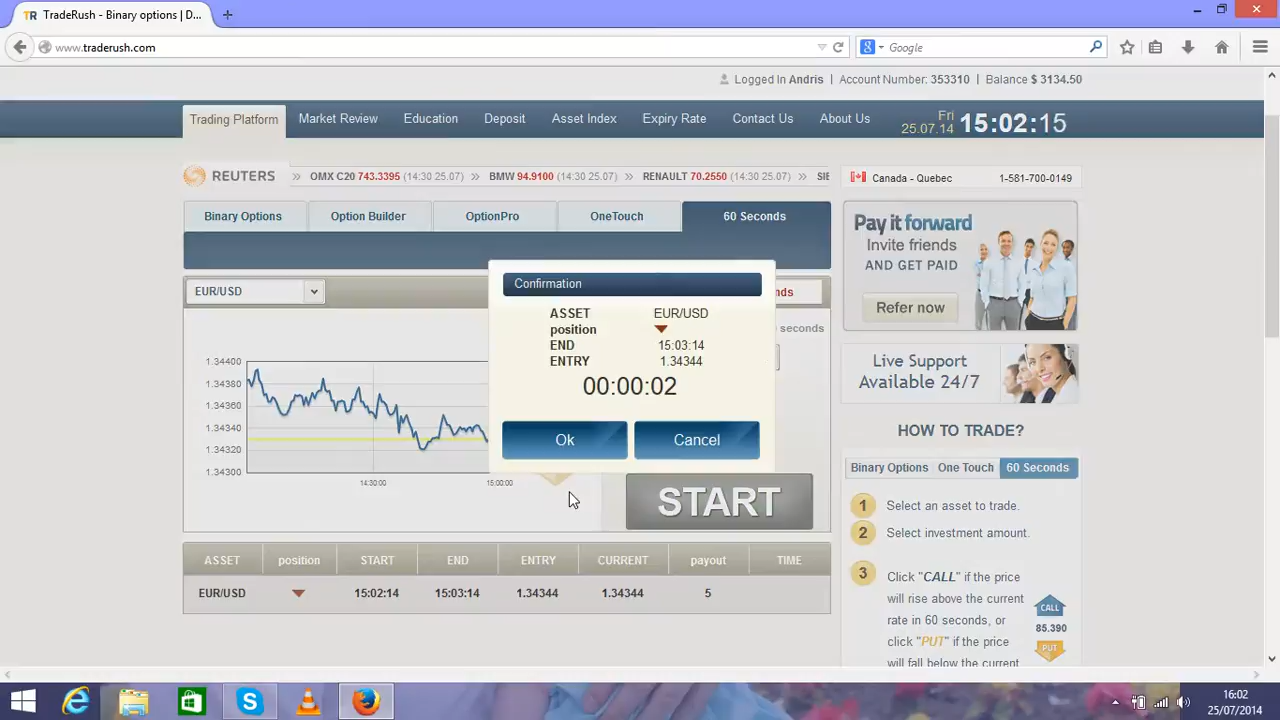 TR TradeRush - Binary options | D...
www.traderush.com
Google
Logged In Andris | Account Number: 353310 | Balance $ 3134.50
Trading Platform Market Review Education Deposit Asset Index Expiry Rate Contact Us About Us
Fri
25.07.14 15:02:15
REUTERS OMX C20 743.3395 (14:30 25.07) BMW 94.9100 (14:30 25.07) RENAULT 70.2550 (14:30 25.07) SIE
Canada - Quebec 1-581-700-0149
Binary Options Option Builder OptionPro OneTouch 60 Seconds
Pay it forward
Invite friends
AND GET PAID
Refer now
EUR/USD
nds
seconds
Confirmation
ASSET EUR/USD
position
END 15:03:14
ENTRY 1.34344
00:00:02
Ok Cancel
1.34400
1.34380
1.34360
1.34340
1.34320
1.34300
14:30:00 15:00:00
START
Live Support
Available 24/7
HOW TO TRADE?
Binary Options One Touch 60 Seconds
1 Select an asset to trade.
2 Select investment amount.
3 Click "CALL" if the price
will rise above the current
rate in 60 seconds, or
click "PUT" if the price
will fall below the current
CALL
85.390
PUT
ASSET position START END ENTRY CURRENT payout TIME
EUR/USD 15:02:14 15:03:14 1.34344 1.34344 5
16:02
25/07/2014